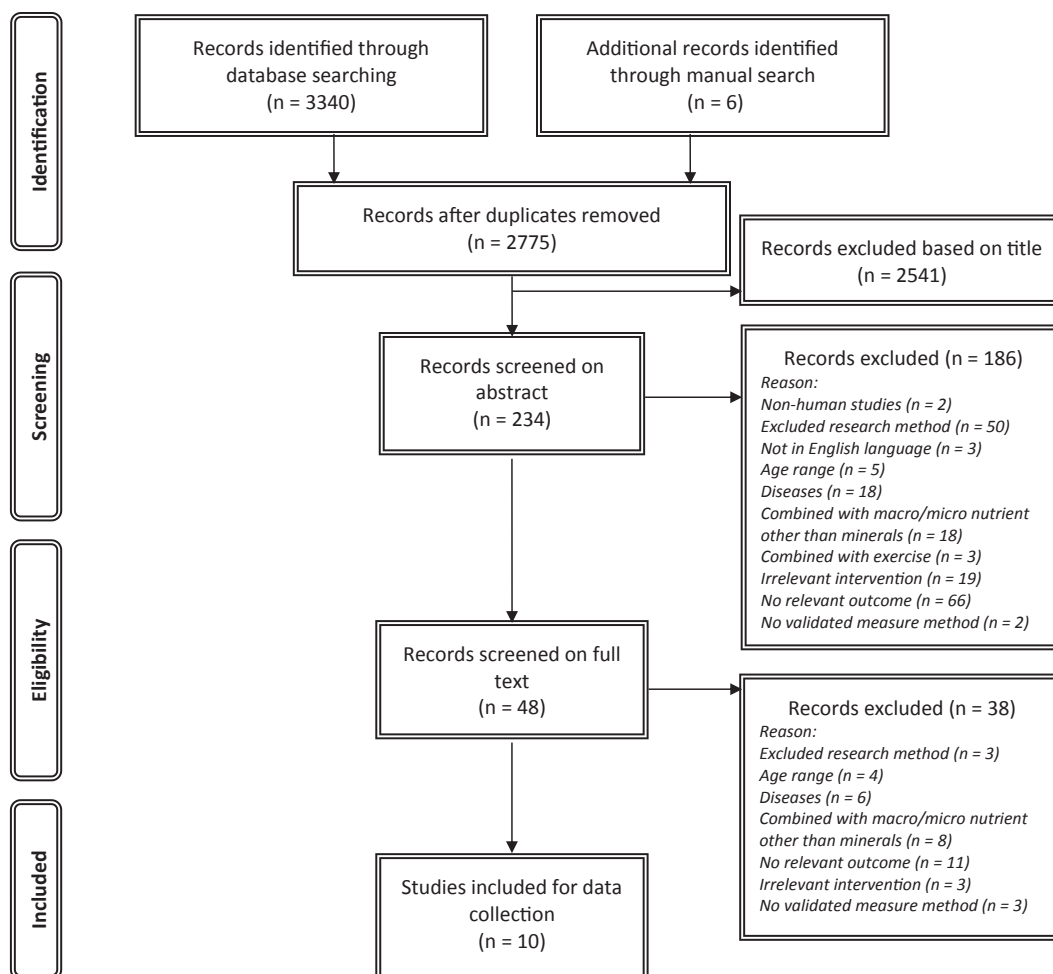 Identification
Records identified through
database searching
(n = 3340)
Additional records identified
through manual search
(n = 6)
Records after duplicates removed
(n = 2775)
Records excluded based on title
(n = 2541)
Screening
Records screened on
abstract
(n = 234)
Records excluded (n = 186)
Reason:
Non-human studies (n = 2)
Excluded research method (n = 50)
Not in English language (n = 3)
Age range (n = 5)
Diseases (n = 18)
Combined with macro/micro nutrient
other than minerals (n = 18)
Combined with exercise (n = 3)
Irrelevant intervention (n = 19)
No relevant outcome (n = 66)
No validated measure method (n = 2)
Eligibility
Records screened on full
text
(n = 48)
Records excluded (n = 38)
Reason:
Excluded research method (n = 3)
Age range (n = 4)
Diseases (n = 6)
Combined with macro/micro nutrient
other than minerals (n = 8)
No relevant outcome (n = 11)
Irrelevant intervention (n = 3)
No validated measure method (n = 3)
Included
Studies included for data
collection
(n = 10)